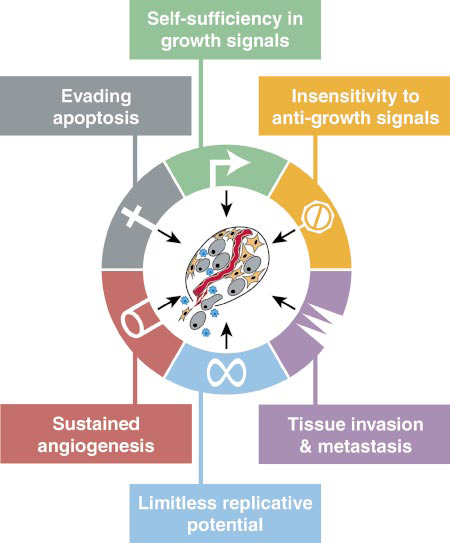 Self-sufficiency in
growth signals
Evading
apoptosis
Insensitivity to
anti-growth signals
Sustained
angiogenesis
Tissue invasion
& metastasis
Limitless replicative
potential